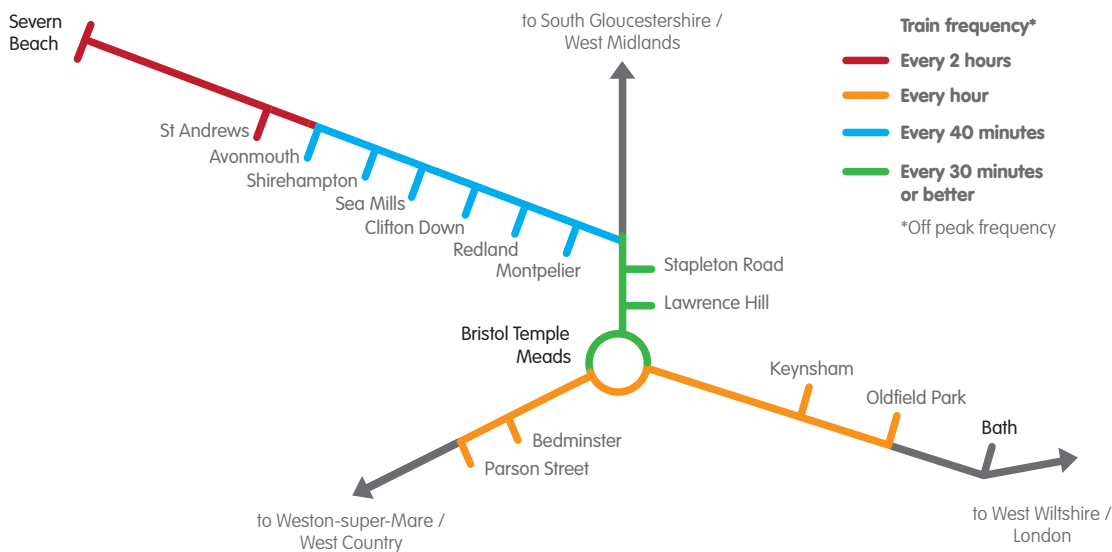 Severn
Beach
to South Gloucestershire /
West Midlands
Train frequency*
Every 2 hours
Every hour
Every 40 minutes
Every 30 minutes
or better
*Off peak frequency
St Andrews
Avonmouth
Shirehampton
Sea Mills
Clifton Down
Redland
Montpelier
Stapleton Road
Lawrence Hill
Bristol Temple
Meads
Keynsham
Oldfield Park
Bath
Bedminster
Parson Street
to Weston-super-Mare /
West Country
to West Wiltshire /
London